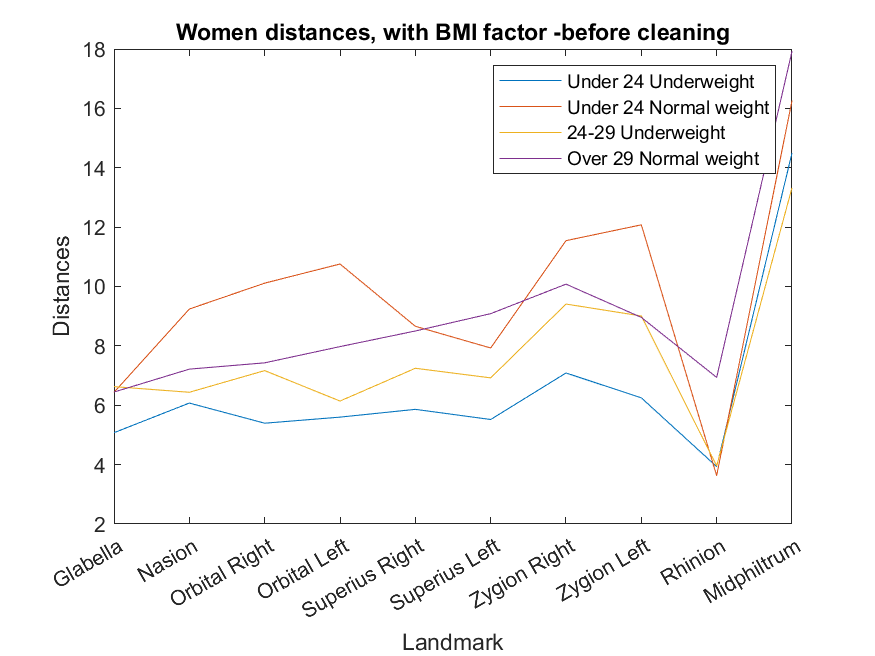 Women distances, with BMI factor -before cleaning
18
16
14
12
10
8
6
4
2
Distances
Under 24 Underweight
Under 24 Normal weight
24-29 Underweight
Over 29 Normal weight
Glabella
Nasion
Orbital Right
Orbital Left
Superius Right
Superius Left
Zygion Right
Zygion Left
Rhinion
Midphiltrum
Landmark